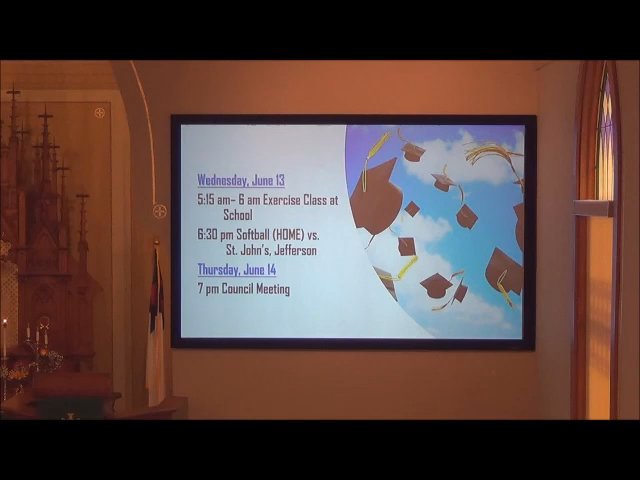 Wednesday, June 13
5:15 am- 6 am Exercise Class at
School
6:30 pm Softball (HOME) vs.
St. John's, Jefferson
Thursday, June 14
7 pm Council Meeting